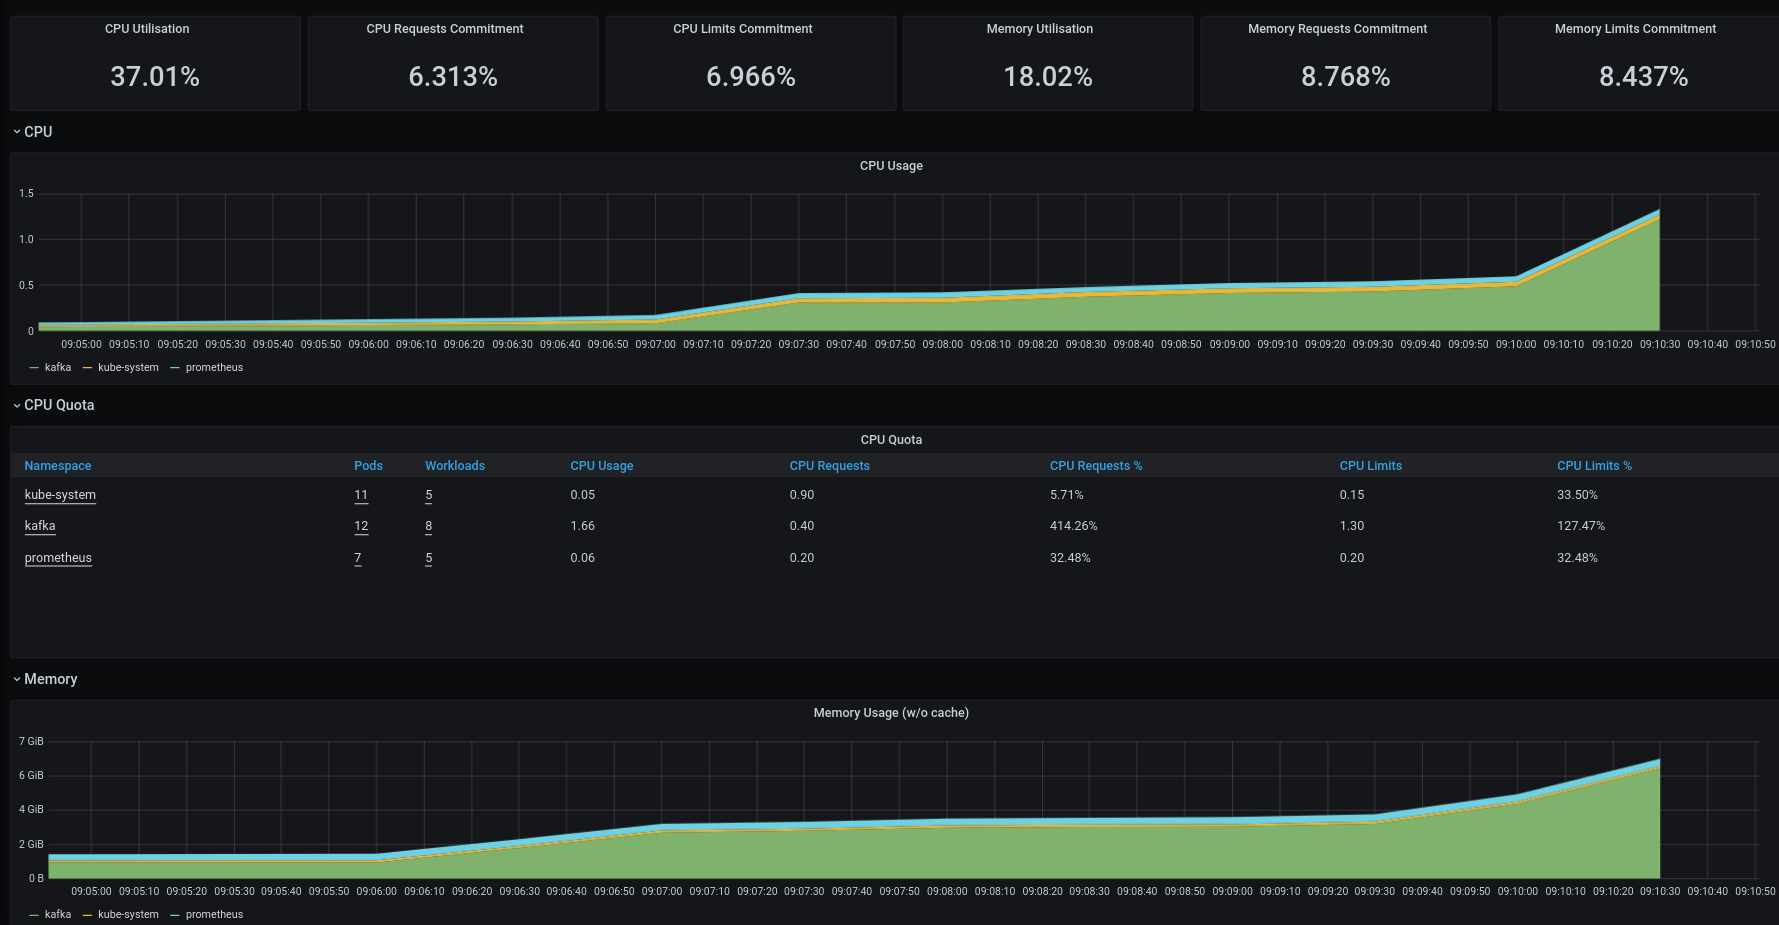 CPU Utilisation CPU Requests Commitment CPU Limits Commitment Memory Utilisation Memory Requests Commitment Memory Limits Commitment
37.01% 6.313% 6.966% 18.02% 8.768% 8.437%
CPU
CPU Usage
1.5
1.0
0.5
0
09:05:00 09:05:10 09:05:20 09:05:30 09:05:40 09:05:50 09:06:00 09:06:10 09:06:20 09:06:30 09:06:40 09:06:50 09:07:00 09:07:10 09:07:20 09:07:30 09:07:40 09:07:50 09:08:00 09:08:10 09:08:20 09:08:30 09:08:40 09:08:50 09:09:00 09:09:10 09:09:20 09:09:30 09:09:40 09:09:50 09:10:00 09:10:10 09:10:20 09:10:30 09:10:40 09:10:50
kafka kube-system prometheus
CPU Quota
CPU Quota
Namespace Pods Workloads CPU Usage CPU Requests CPU Requests % CPU Limits CPU Limits %
kube-system 11 5 0.05 0.90 5.71% 0.15 33.50%
kafka 12 8 1.66 0.40 414.26% 1.30 127.47%
prometheus 7 5 0.06 0.20 32.48% 0.20 32.48%
Memory
Memory Usage (w/o cache)
7 GiB
6 GiB
4 GiB
2 GiB
0 B
09:05:00 09:05:10 09:05:20 09:05:30 09:05:40 09:05:50 09:06:00 09:06:10 09:06:20 09:06:30 09:06:40 09:06:50 09:07:00 09:07:10 09:07:20 09:07:30 09:07:40 09:07:50 09:08:00 09:08:10 09:08:20 09:08:30 09:08:40 09:08:50 09:09:00 09:09:10 09:09:20 09:09:30 09:09:40 09:09:50 09:10:00 09:10:10 09:10:20 09:10:30 09:10:40 09:10:50
kafka kube-system prometheus